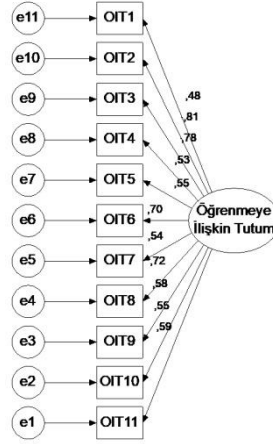 e11 OIT1
,48
e10 OIT2
,81
e9 OIT3
,78
e8 OIT4
,53
e7 OIT5
,55
Öğrenmeye
İlişkin Tutum
e6 OIT6
,70
e5 OIT7
,54
,72
e4 OIT8
,58
e3 OIT9
,55
e2 OIT10
,59
e1 OIT11